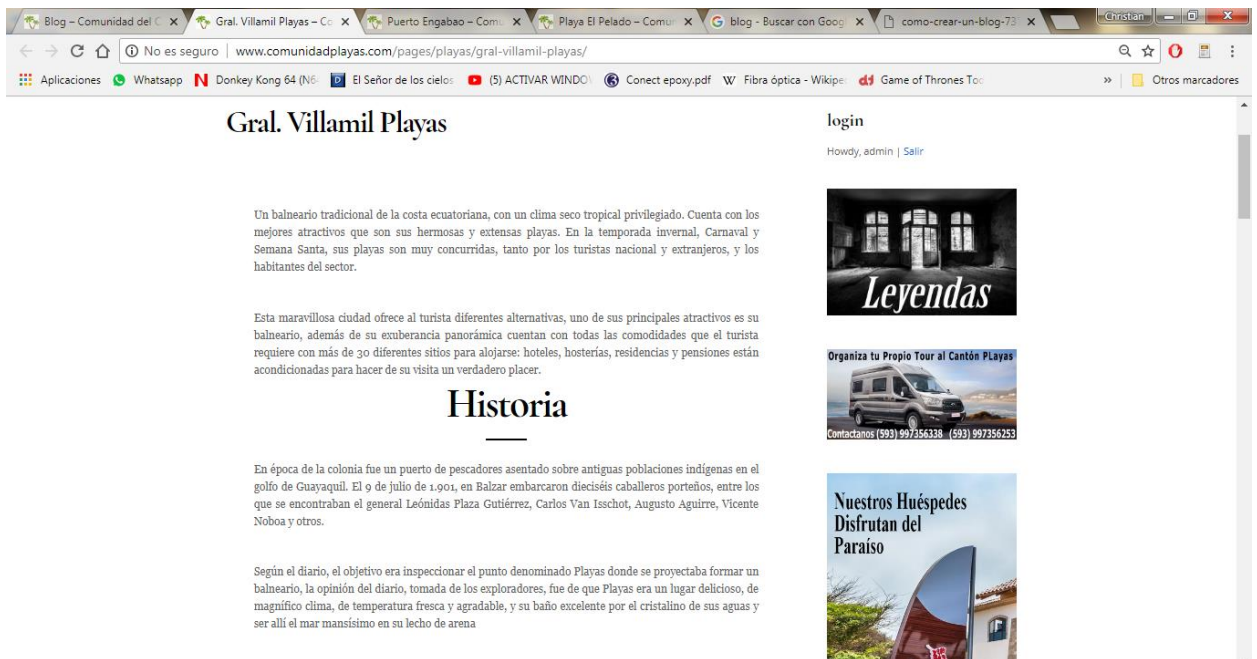 Blog – Comunidad del C
Gral. Villamil Playas – Co
Puerto Engabao – Comu
Playa El Pelado – Comun
blog - Buscar con Goog
como-crear-un-blog-73
Christian
No es seguro | www.comunidadplayas.com/pages/playas/gral-villamil-playas/
Aplicaciones Whatsapp Donkey Kong 64 (N6 El Señor de los cielos (5) ACTIVAR WINDO Conect epoxy.pdf Fibra óptica - Wikipe Game of Thrones Too » Otros marcadores
Gral. Villamil Playas
Un balneario tradicional de la costa ecuatoriana, con un clima seco tropical privilegiado. Cuenta con los
mejores atractivos que son sus hermosas y extensas playas. En la temporada invernal, Carnaval y
Semana Santa, sus playas son muy concurridas, tanto por los turistas nacional y extranjeros, y los
habitantes del sector.
Esta maravillosa ciudad ofrece al turista diferentes alternativas, uno de sus principales atractivos es su
balneario, además de su exuberancia panorámica cuentan con todas las comodidades que el turista
requiere con más de 30 diferentes sitios para alojarse: hoteles, hosterías, residencias y pensiones están
acondicionadas para hacer de su visita un verdadero placer.
Historia
En época de la colonia fue un puerto de pescadores asentado sobre antiguas poblaciones indígenas en el
golfo de Guayaquil. El 9 de julio de 1.901, en Balzar embarcaron dieciséis caballeros porteños, entre los
que se encontraban el general Leónidas Plaza Gutiérrez, Carlos Van Isschot, Augusto Aguirre, Vicente
Noboa y otros.
Según el diario, el objetivo era inspeccionar el punto denominado Playas donde se proyectaba formar un
balneario, la opinión del diario, tomada de los exploradores, fue de que Playas era un lugar delicioso, de
magnífico clima, de temperatura fresca y agradable, y su baño excelente por el cristalino de sus aguas y
ser allí el mar mansísimo en su lecho de arena
login
Howdy, admin | Salir
Leyendas
Organiza tu Propio Tour al Cantón PLayas
Contactanos (593) 997356338 (593) 997356253
Nuestros Huéspedes
Disfrutan del
Paraíso